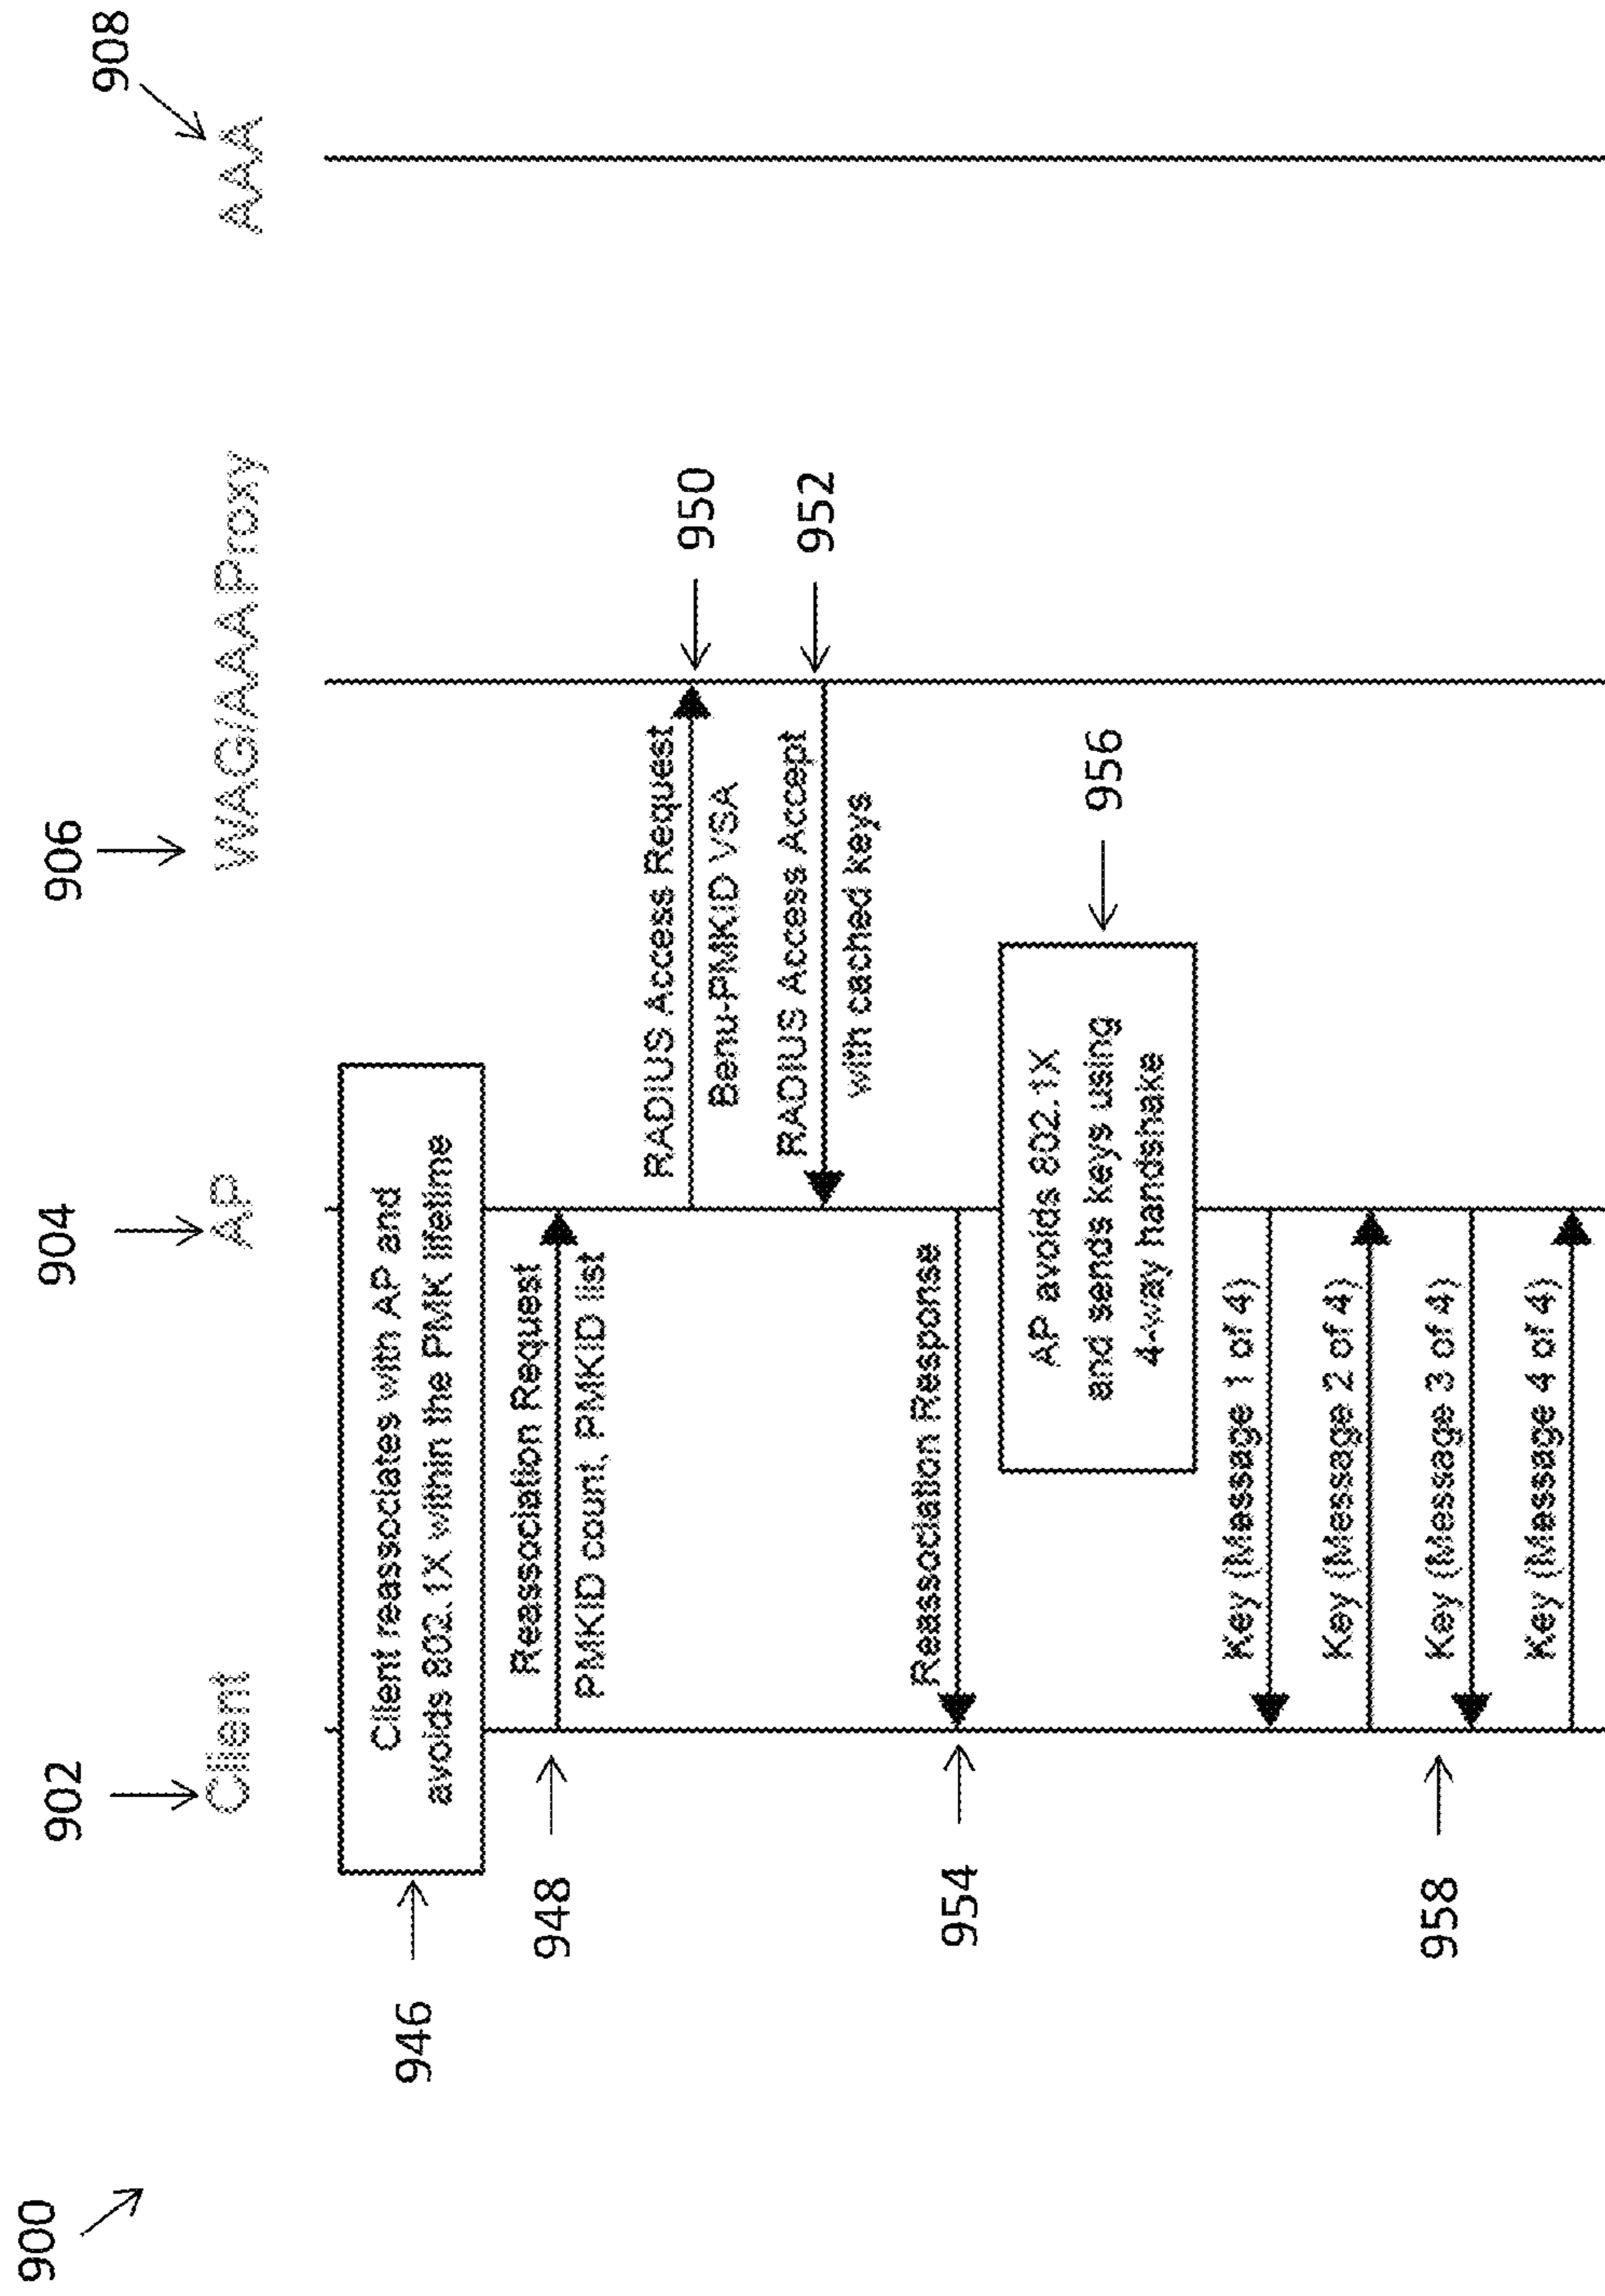 900
902
904
906
908
Client
AP
WAG/AAA Proxy
AAA
946
Client reassociates with AP and
avoids 802.1X within the PMK lifetime
948
Reassociation Request
PMKID count, PMKID list
RADIUS Access Request
950
Benu-PMKID VSA
RADIUS Access Accept
952
with cached keys
954
Reassociation Response
AP avoids 802.1X
and sends keys using
4-way handshake
956
Key (Message 1 of 4)
Key (Message 2 of 4)
958
Key (Message 3 of 4)
Key (Message 4 of 4)